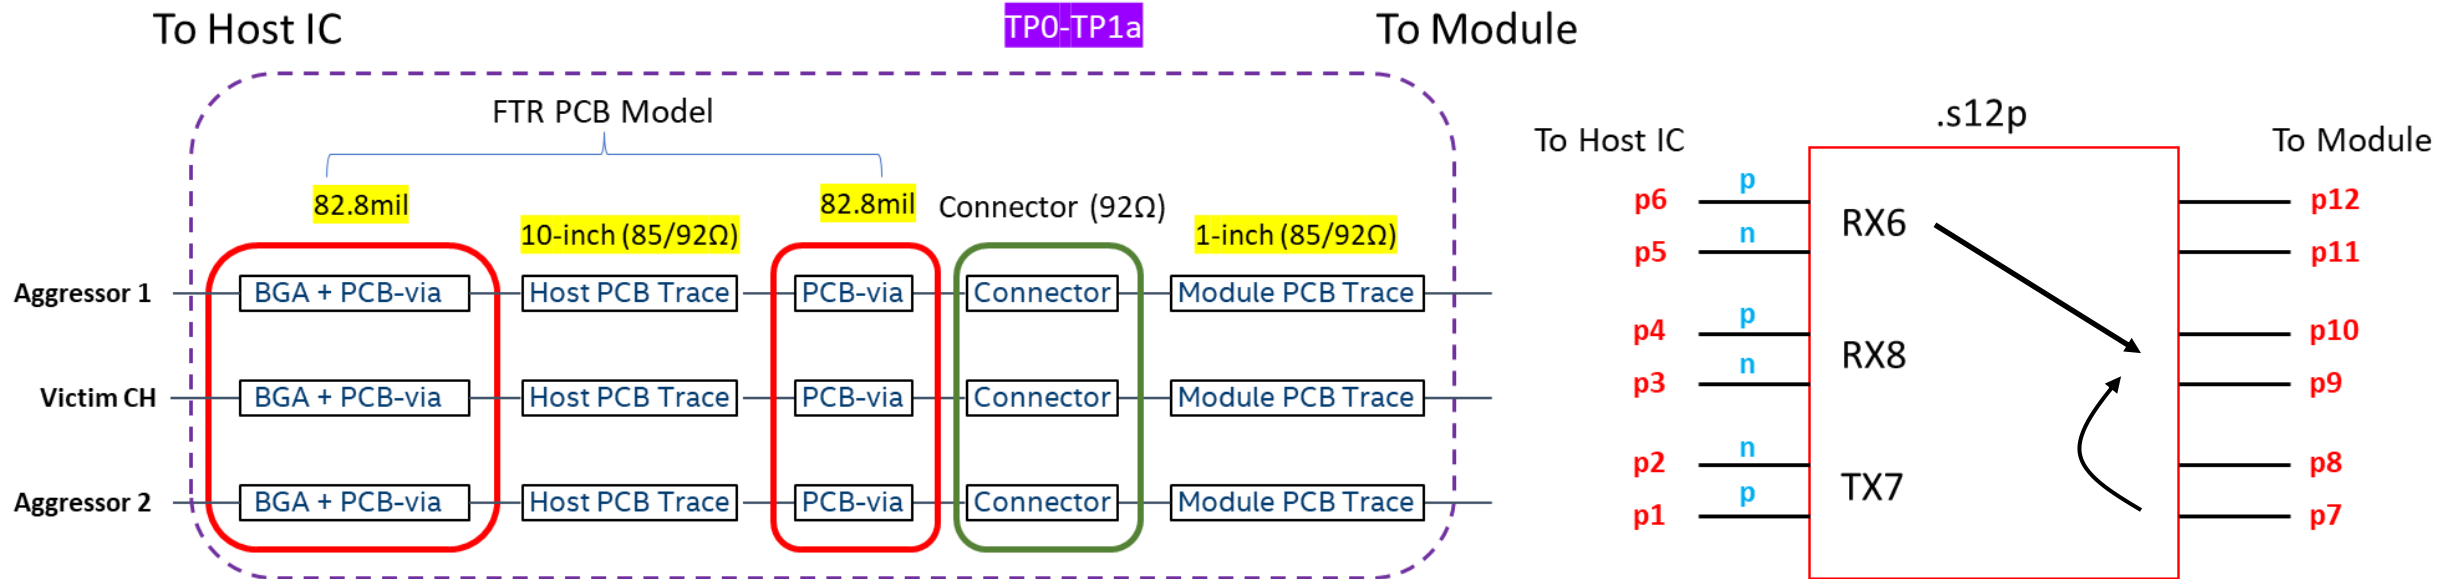 To Host IC
TP0-TP1a
To Module
FTR PCB Model
82.8mil
82.8mil
Connector (92Ω)
10-inch (85/92Ω)
1-inch (85/92Ω)
Aggressor 1
BGA + PCB-via
Host PCB Trace
PCB-via
Connector
Module PCB Trace
Victim CH
BGA + PCB-via
Host PCB Trace
PCB-via
Connector
Module PCB Trace
Aggressor 2
BGA + PCB-via
Host PCB Trace
PCB-via
Connector
Module PCB Trace
.s12p
To Host IC
To Module
p6
p
RX6
p12
p5
n
p11
p4
p
RX8
p10
p3
n
p9
p2
n
TX7
p8
p1
p
p7